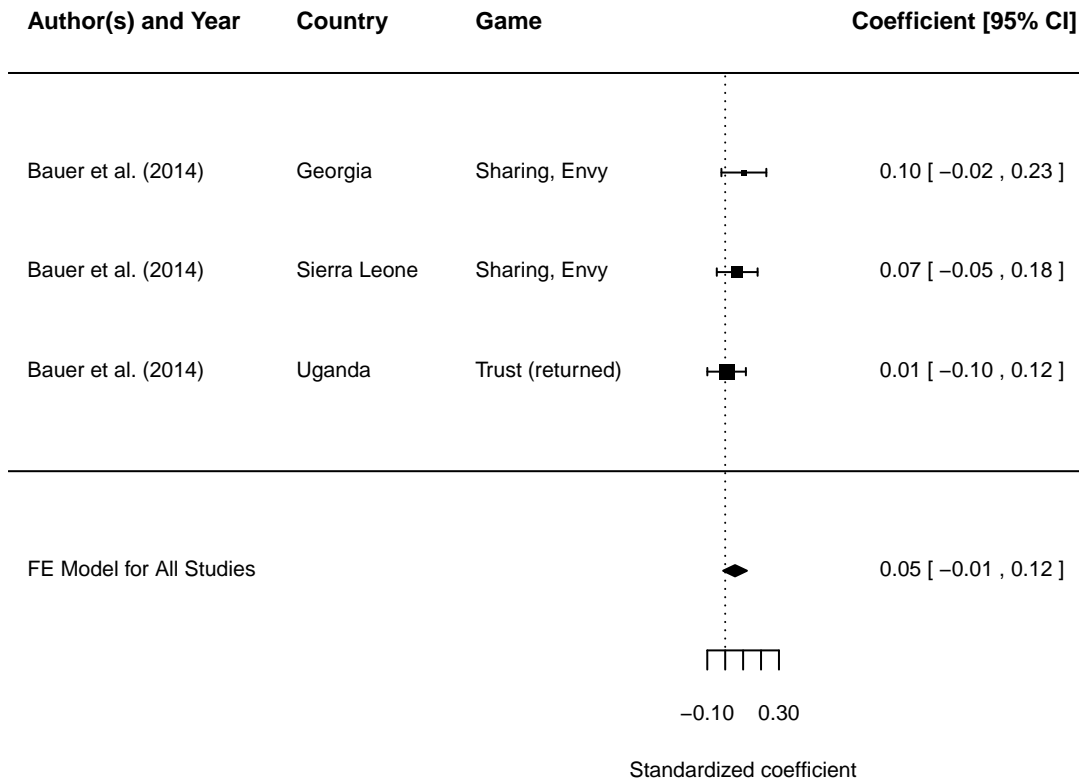 Author(s) and Year Country Game Coefficient [95% CI]
Bauer et al. (2014) Georgia Sharing, Envy 0.10 [ −0.02 , 0.23 ]
Bauer et al. (2014) Sierra Leone Sharing, Envy 0.07 [ −0.05 , 0.18 ]
Bauer et al. (2014) Uganda Trust (returned) 0.01 [ −0.10 , 0.12 ]
FE Model for All Studies 0.05 [ −0.01 , 0.12 ]
−0.10 0.30
Standardized coefficient